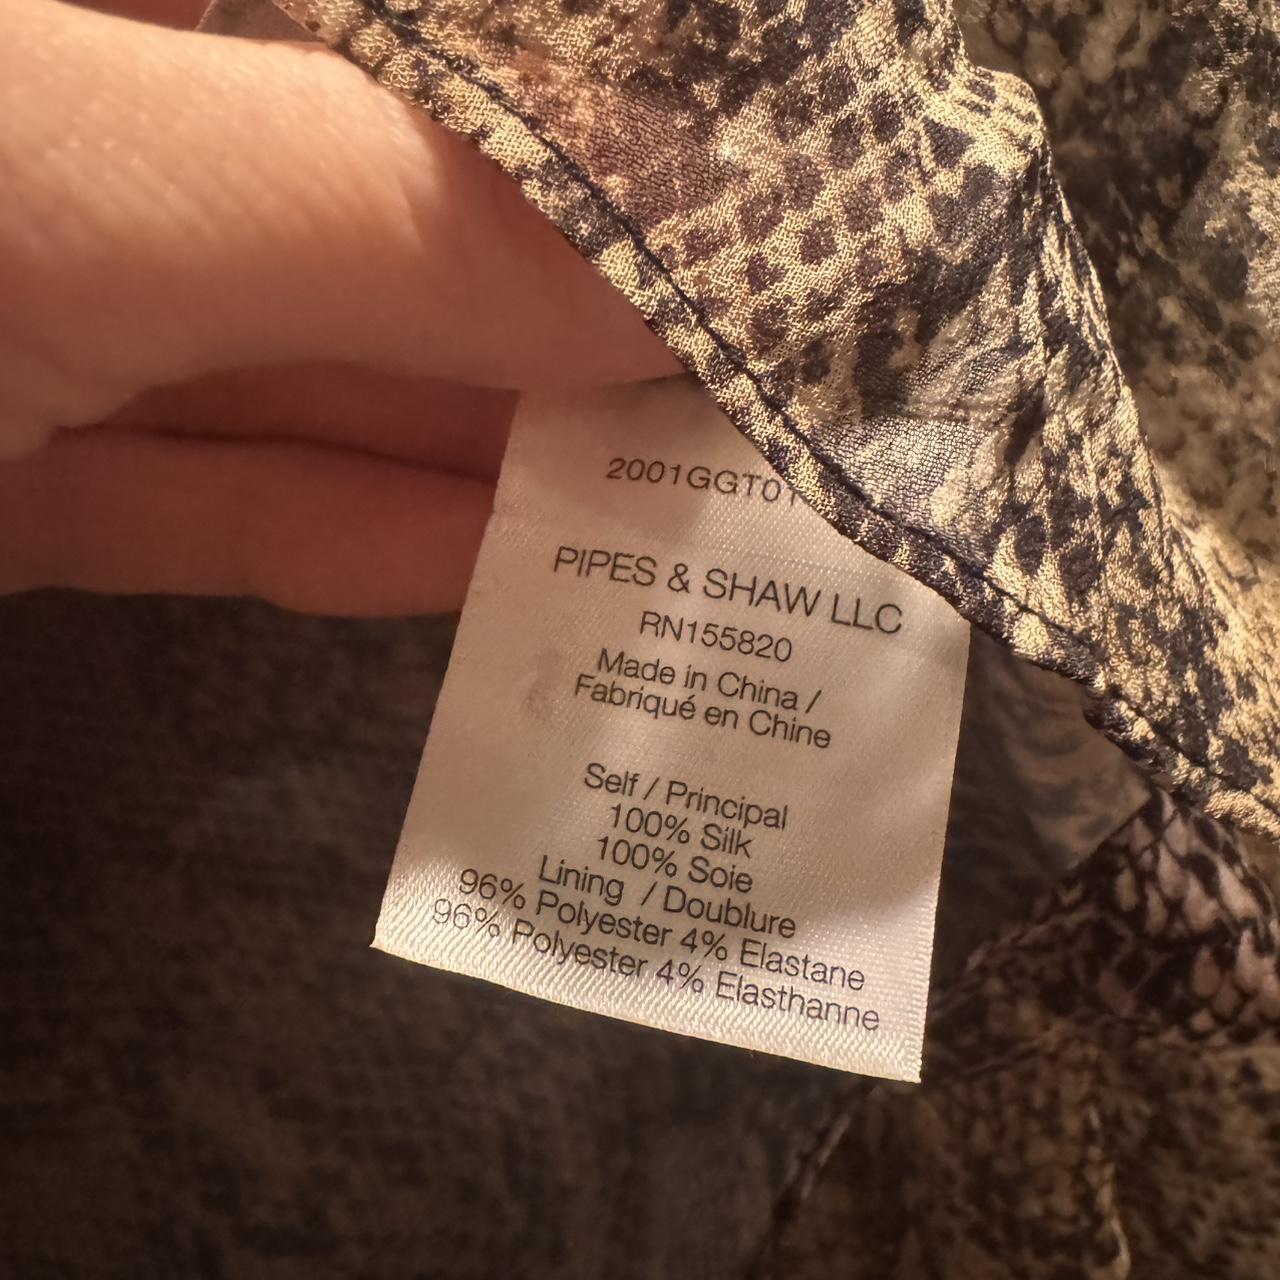 2001GGT01
PIPES & SHAW LLC
RN155820
Made in China /
Fabriqué en Chine
Self / Principal
100% Silk
100% Soie
Lining / Doublure
96% Polyester 4% Elastane
96% Polyester 4% Elasthanne